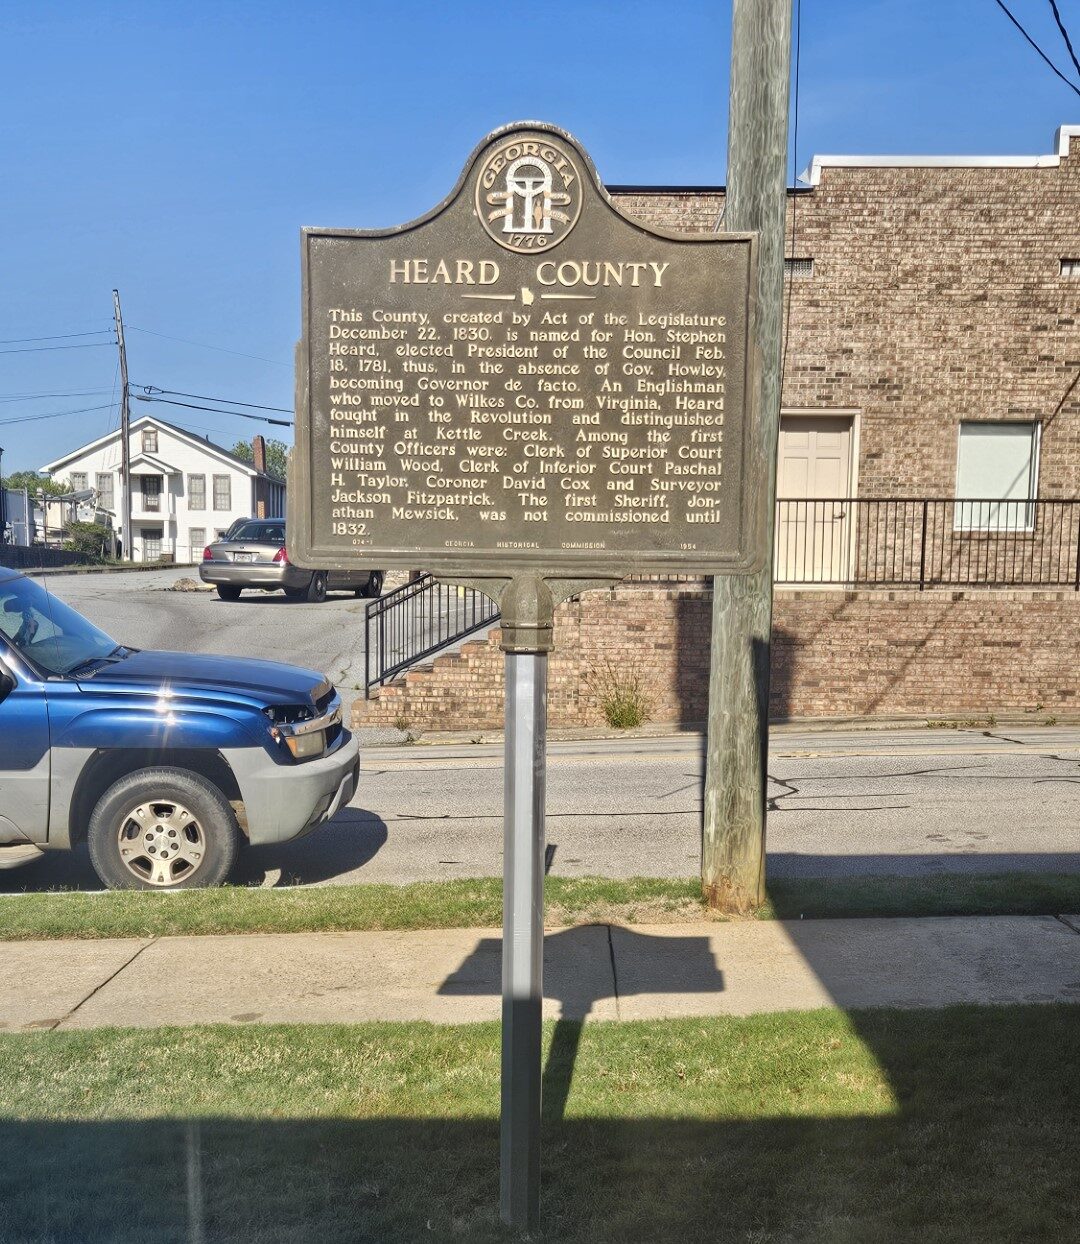 GEORGIA
1776
HEARD COUNTY
This County, created by Act of the Legislature
December 22, 1830, is named for Hon. Stephen
Heard, elected President of the Council Feb.
18, 1781, thus, in the absence of Gov. Howley,
becoming Governor de facto. An Englishman
who moved to Wilkes Co. from Virginia, Heard
fought in the Revolution and distinguished
himself at Kettle Creek. Among the first
County Officers were: Clerk of Superior Court
William Wood, Clerk of Inferior Court Paschal
H. Taylor, Coroner David Cox and Surveyor
Jackson Fitzpatrick. The first Sheriff, Jon-
athan Mewsick, was not commissioned until
1832.
074-1 GEORGIA HISTORICAL COMMISSION 1954